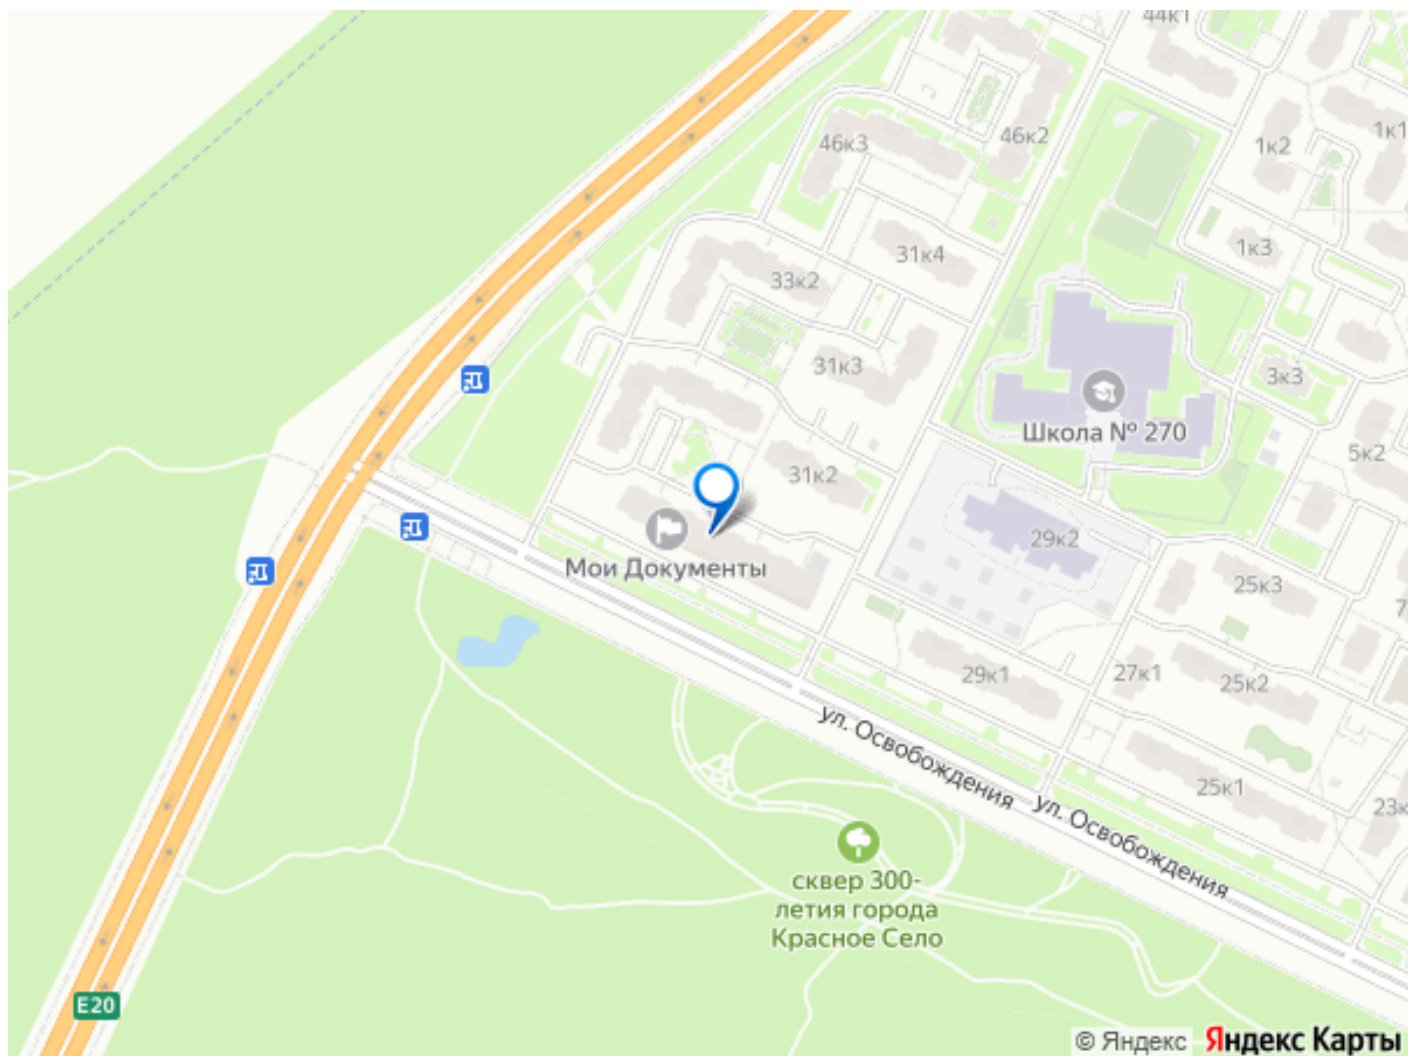 44к1
46к3
46к2
1к2
1к1
31к4
1к3
33к2
31к3
3к3
Школа № 270
5к2
31к2
29к2
Мои Документы
25к3
29к1
27к1
25к2
ул. Освобождения
ул. Освобождения
25к1
сквер 300-
летия города
Красное Село
E20
© Яндекс Яндекс Карты